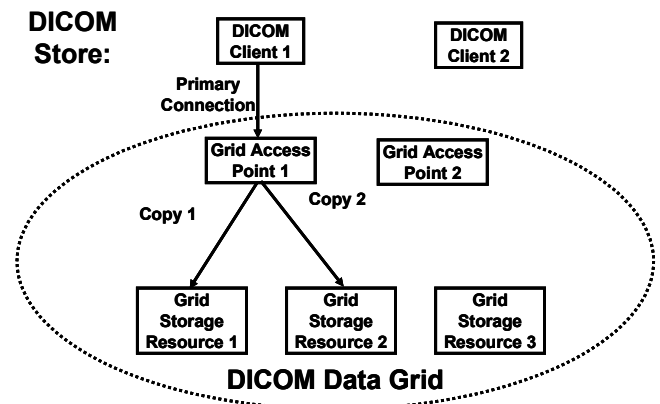 DICOM
Store:
DICOM
Client 1
DICOM
Client 2
Primary
Connection
Grid Access
Point 1
Grid Access
Point 2
Copy 1
Copy 2
Grid
Storage
Resource 1
Grid
Storage
Resource 2
Grid
Storage
Resource 3
DICOM Data Grid